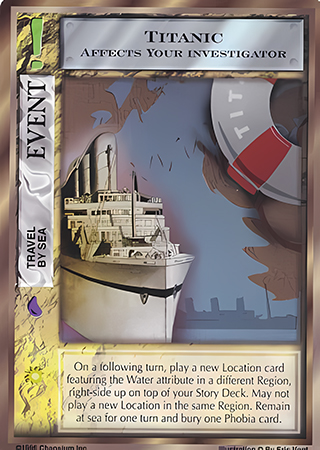 TITANIC
AFFECTS YOUR INVESTIGATOR
EVENT
TRAVEL
BY SEA
TIT
On a following turn, play a new Location card
featuring the Water attribute in a different Region,
right-side up on top of your Story Deck. May not
play a new Location in the same Region. Remain
at sea for one turn and bury one Phobia card.
©1996 Chaosium Inc.
Illustration © By Eric Vogt